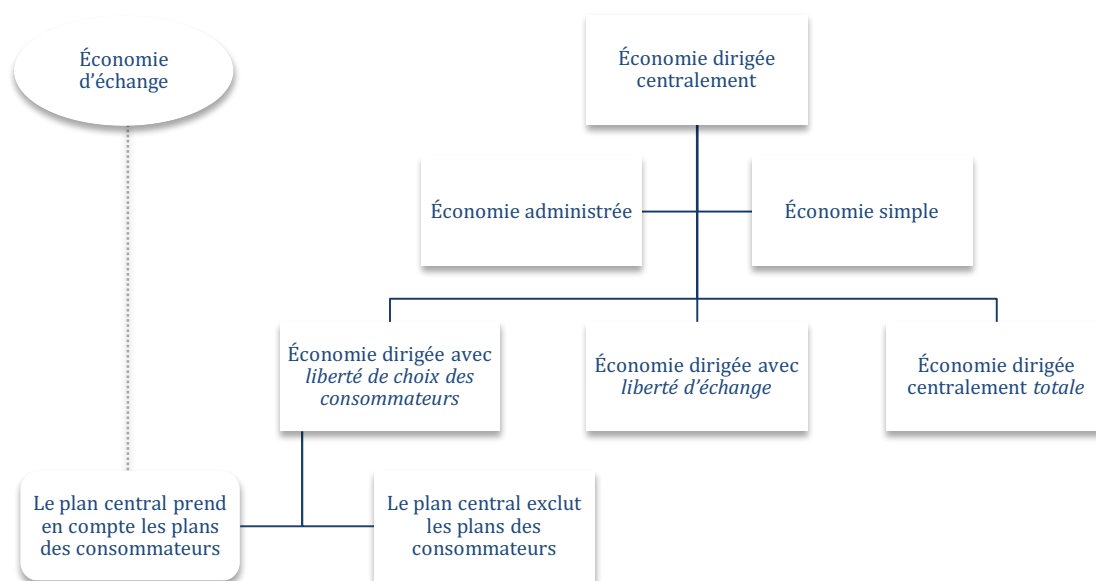 Économie
d’échange
Économie dirigée
centralement
Économie administrée
Économie simple
Économie dirigée avec
liberté de choix des
consommateurs
Économie dirigée avec
liberté d’échange
Économie dirigée
centralement totale
Le plan central prend
en compte les plans
des consommateurs
Le plan central exclut
les plans des
consommateurs